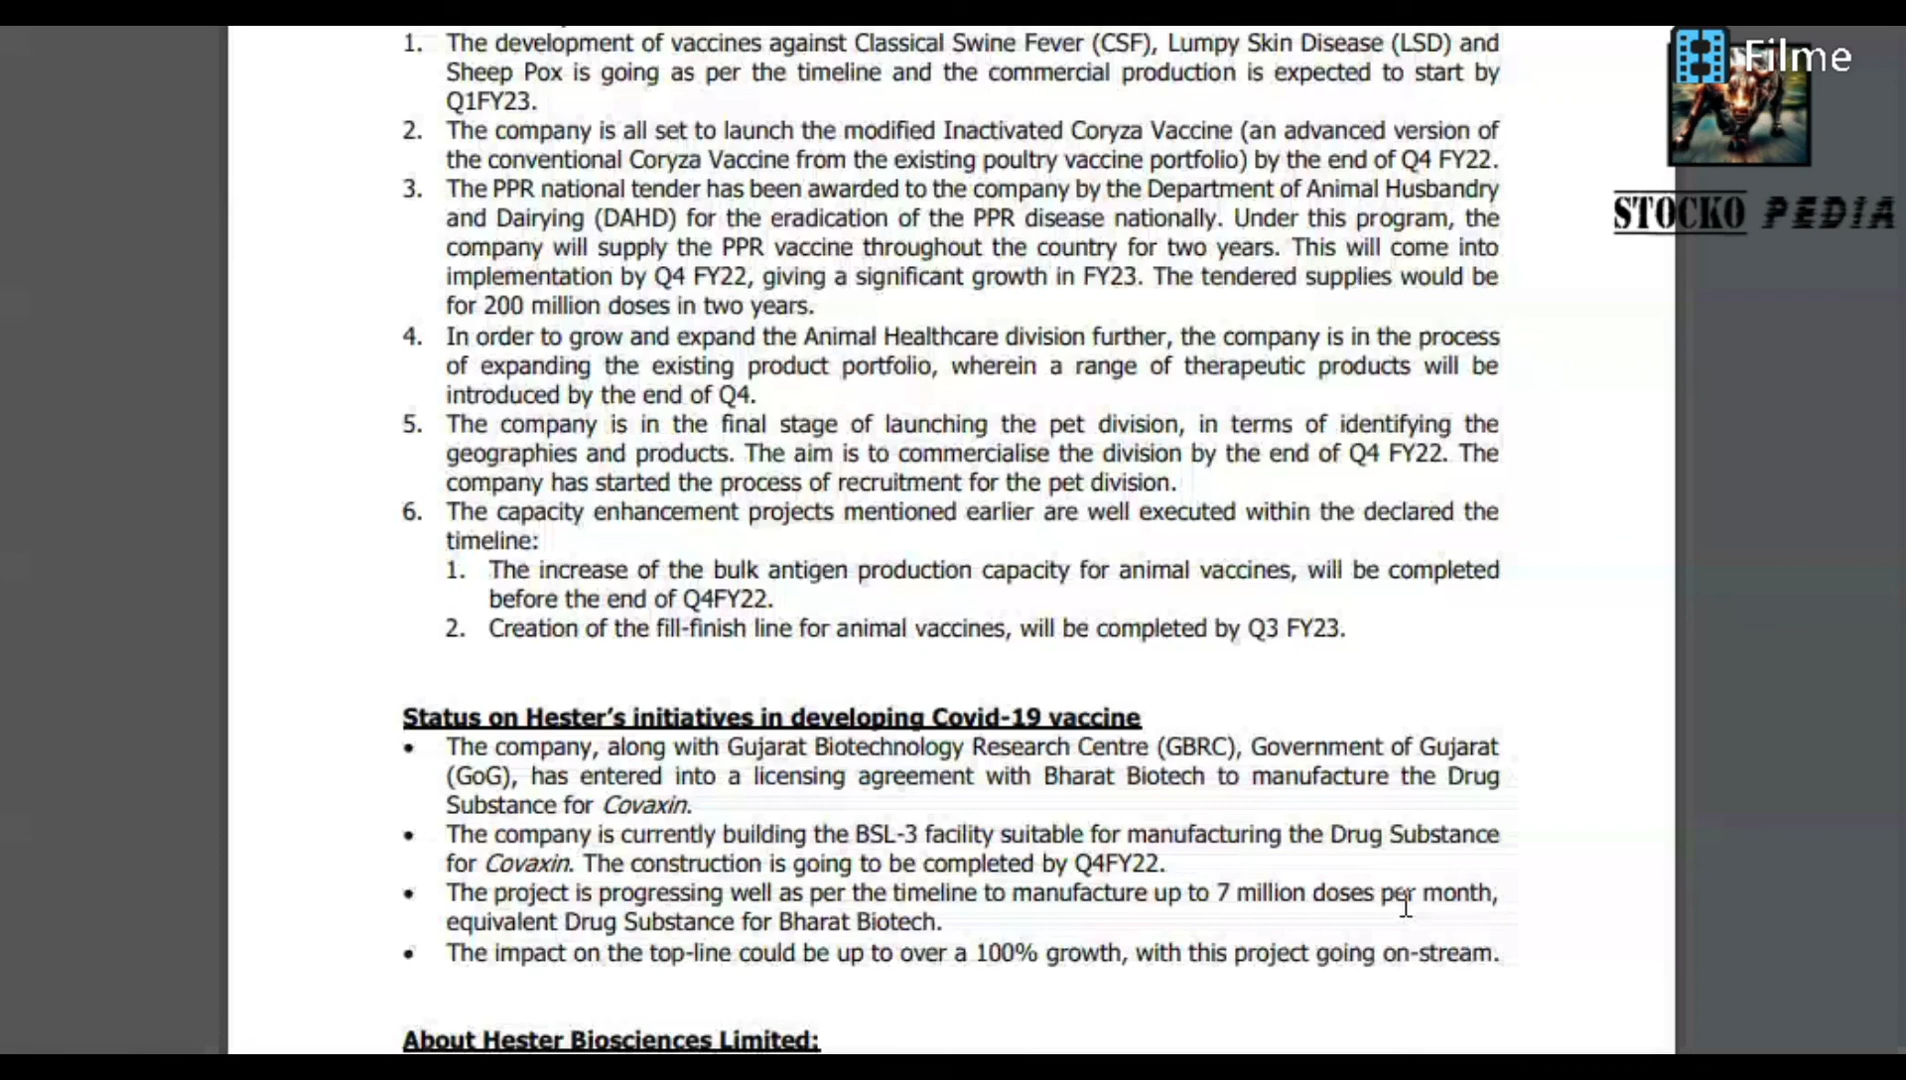 Filme
STOCKO PEDIA
1. The development of vaccines against Classical Swine Fever (CSF), Lumpy Skin Disease (LSD) and
Sheep Pox is going as per the timeline and the commercial production is expected to start by
Q1FY23.
2. The company is all set to launch the modified Inactivated Coryza Vaccine (an advanced version of
the conventional Coryza Vaccine from the existing poultry vaccine portfolio) by the end of Q4 FY22.
3. The PPR national tender has been awarded to the company by the Department of Animal Husbandry
and Dairying (DAHD) for the eradication of the PPR disease nationally. Under this program, the
company will supply the PPR vaccine throughout the country for two years. This will come into
implementation by Q4 FY22, giving a significant growth in FY23. The tendered supplies would be
for 200 million doses in two years.
4. In order to grow and expand the Animal Healthcare division further, the company is in the process
of expanding the existing product portfolio, wherein a range of therapeutic products will be
introduced by the end of Q4.
5. The company is in the final stage of launching the pet division, in terms of identifying the
geographies and products. The aim is to commercialise the division by the end of Q4 FY22. The
company has started the process of recruitment for the pet division.
6. The capacity enhancement projects mentioned earlier are well executed within the declared the
timeline:
1. The increase of the bulk antigen production capacity for animal vaccines, will be completed
before the end of Q4FY22.
2. Creation of the fill-finish line for animal vaccines, will be completed by Q3 FY23.
Status on Hester's initiatives in developing Covid-19 vaccine
• The company, along with Gujarat Biotechnology Research Centre (GBRC), Government of Gujarat
(GoG), has entered into a licensing agreement with Bharat Biotech to manufacture the Drug
Substance for Covaxin.
• The company is currently building the BSL-3 facility suitable for manufacturing the Drug Substance
for Covaxin. The construction is going to be completed by Q4FY22.
• The project is progressing well as per the timeline to manufacture up to 7 million doses per month,
equivalent Drug Substance for Bharat Biotech.
• The impact on the top-line could be up to over a 100% growth, with this project going on-stream.
About Hester Biosciences Limited: